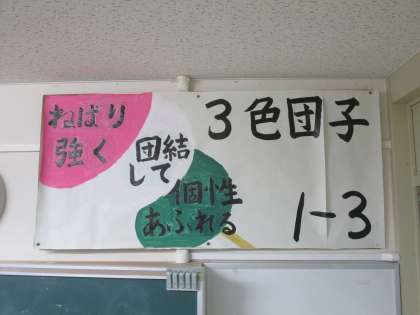 ねばり
強く
団結
して
個性
あふれる
3色団子
1-3